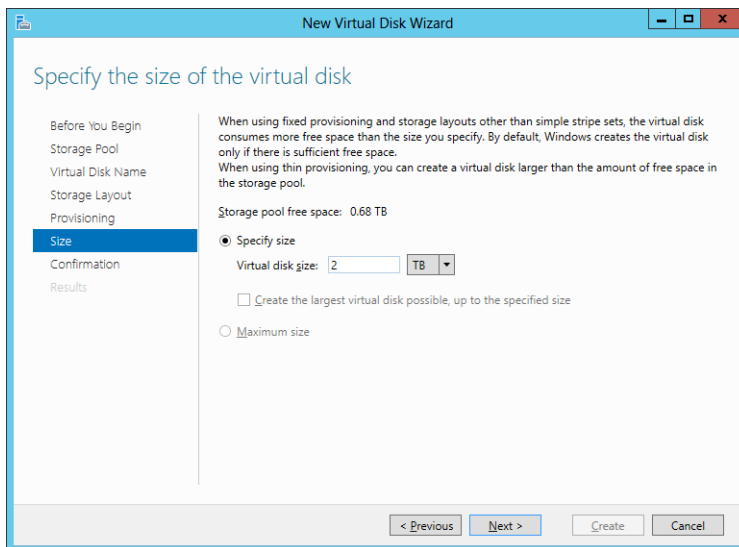 New Virtual Disk Wizard
Specify the size of the virtual disk
Before You Begin
Storage Pool
Virtual Disk Name
Storage Layout
Provisioning
Size
Confirmation
Results
When using fixed provisioning and storage layouts other than simple stripe sets, the virtual disk
consumes more free space than the size you specify. By default, Windows creates the virtual disk
only if there is sufficient free space.
When using thin provisioning, you can create a virtual disk larger than the amount of free space in
the storage pool.
Storage pool free space: 0.68 TB
Specify size
Virtual disk size: 2 TB
Create the largest virtual disk possible, up to the specified size
Maximum size
< Previous Next > Create Cancel